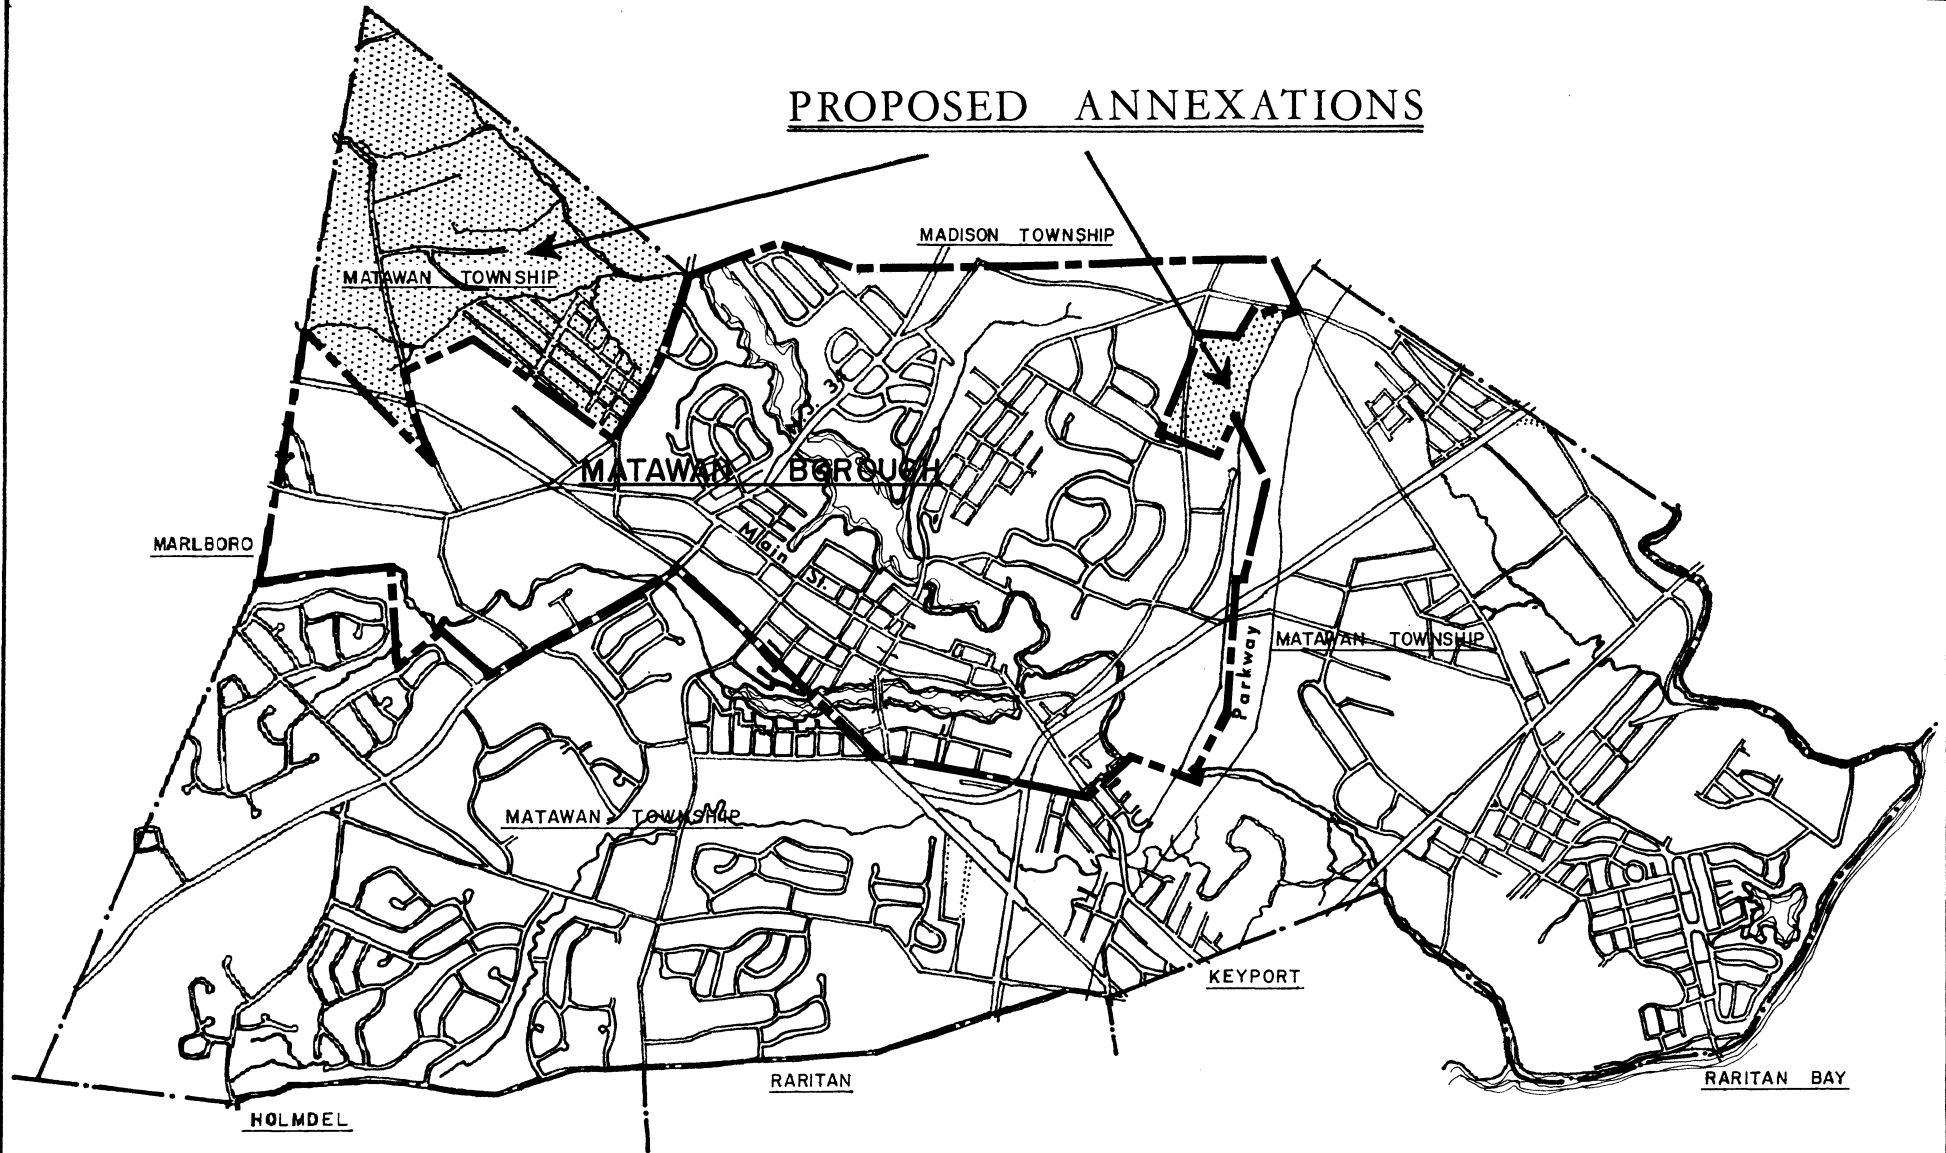 PROPOSED ANNEXATIONS
MADISON TOWNSHIP
MATAWAN TOWNSHIP
MATAWAN BOROUGH
Main St.
MARLBORO
MATAWAN TOWNSHIP
Parkway
MATAWAN TOWNSHIP
KEYPORT
RARITAN
RARITAN BAY
HOLMDEL